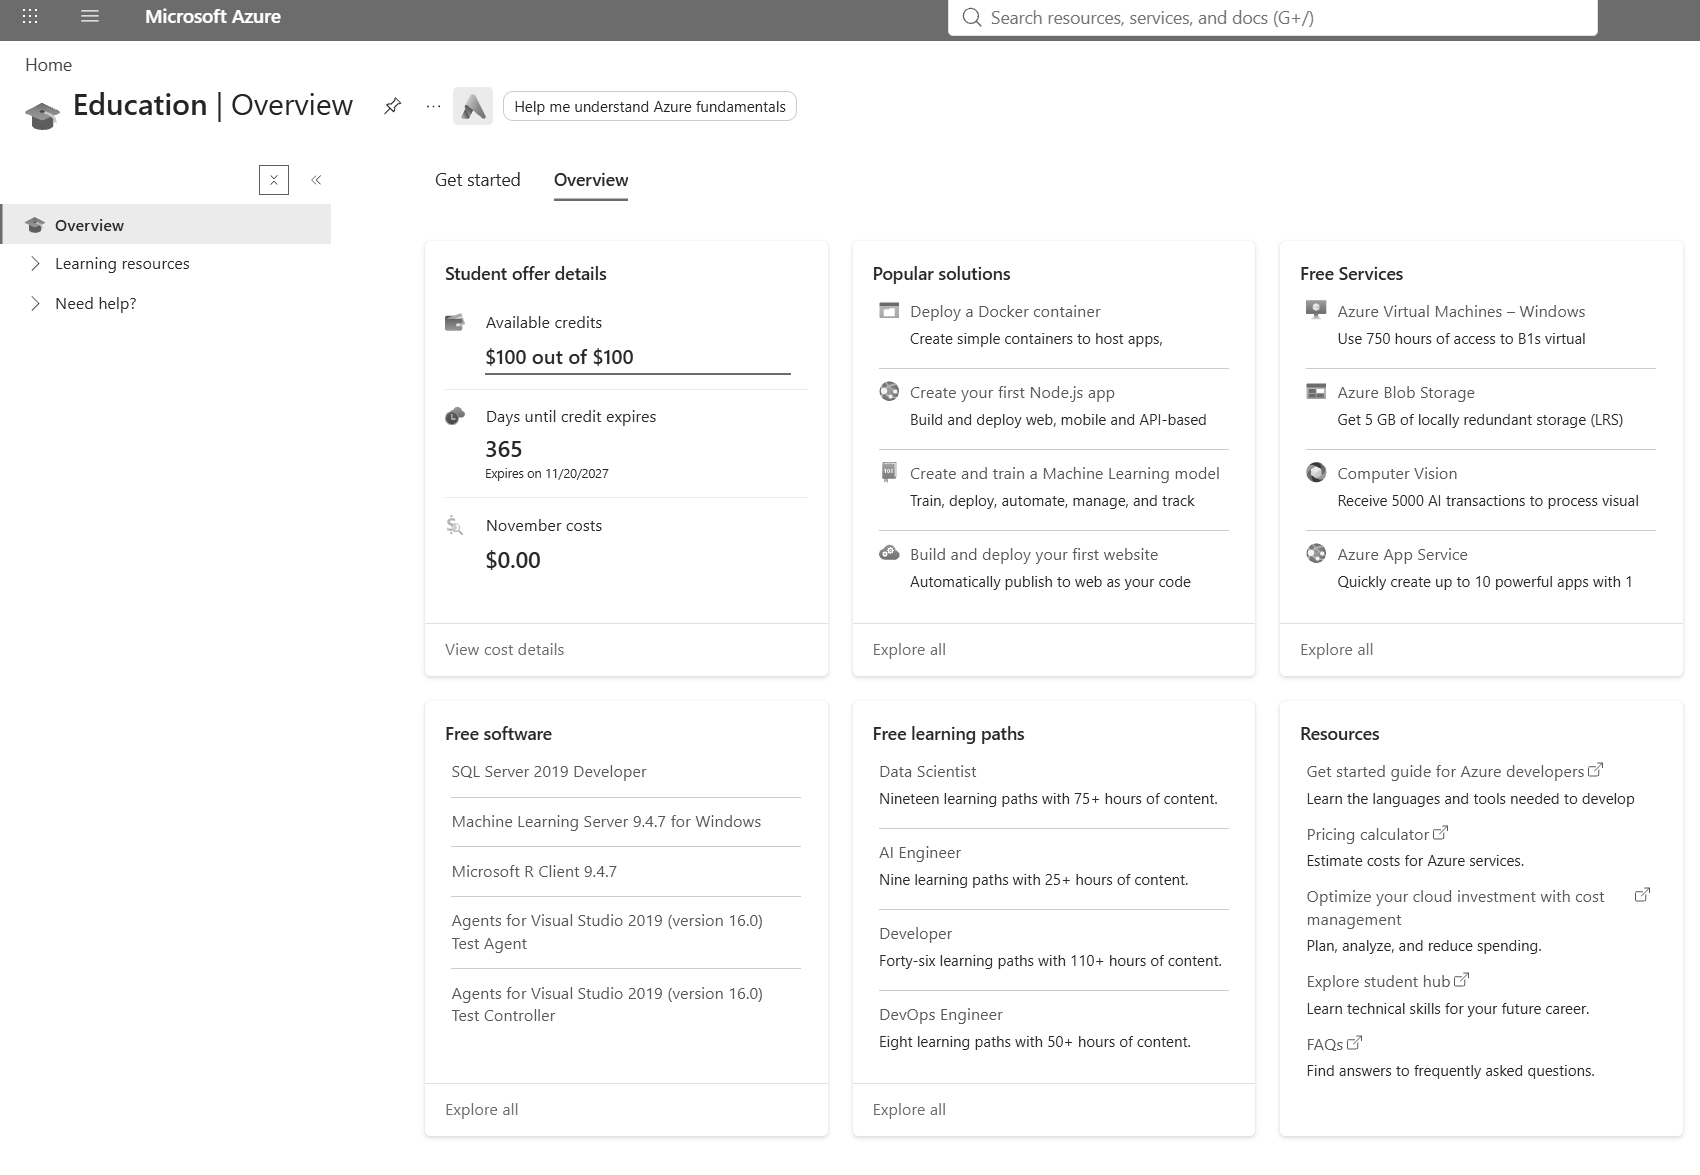 Microsoft Azure
Search resources, services, and docs (G+/)
Home
Education | Overview
Help me understand Azure fundamentals
Overview
Learning resources
Need help?
Get started
Overview
Student offer details
Available credits
$100 out of $100
Days until credit expires
365
Expires on 11/20/2027
November costs
$0.00
View cost details
Popular solutions
Deploy a Docker container
Create simple containers to host apps,
Create your first Node.js app
Build and deploy web, mobile and API-based
Create and train a Machine Learning model
Train, deploy, automate, manage, and track
Build and deploy your first website
Automatically publish to web as your code
Explore all
Free Services
Azure Virtual Machines – Windows
Use 750 hours of access to B1s virtual
Azure Blob Storage
Get 5 GB of locally redundant storage (LRS)
Computer Vision
Receive 5000 AI transactions to process visual
Azure App Service
Quickly create up to 10 powerful apps with 1
Explore all
Free software
SQL Server 2019 Developer
Machine Learning Server 9.4.7 for Windows
Microsoft R Client 9.4.7
Agents for Visual Studio 2019 (version 16.0)
Test Agent
Agents for Visual Studio 2019 (version 16.0)
Test Controller
Explore all
Free learning paths
Data Scientist
Nineteen learning paths with 75+ hours of content.
AI Engineer
Nine learning paths with 25+ hours of content.
Developer
Forty-six learning paths with 110+ hours of content.
DevOps Engineer
Eight learning paths with 50+ hours of content.
Explore all
Resources
Get started guide for Azure developers
Learn the languages and tools needed to develop
Pricing calculator
Estimate costs for Azure services.
Optimize your cloud investment with cost
management
Plan, analyze, and reduce spending.
Explore student hub
Learn technical skills for your future career.
FAQs
Find answers to frequently asked questions.